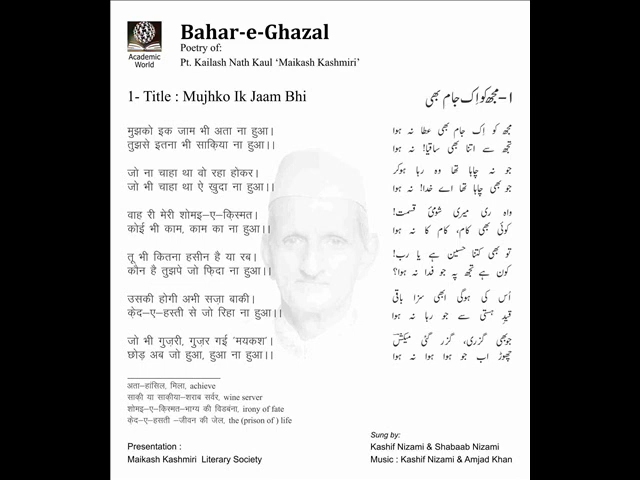 Academic
World
Bahar-e-Ghazal
Poetry of:
Pt. Kailash Nath Kaul ‘Maikash Kashmiri’
1- Title : Mujhko Ik Jaam Bhi
मुझको इक जाम भी अता ना हुआ।
तुझसे इतना भी साक़िया ना हुआ।।
जो ना चाहा था वो रहा होकर।
जो भी चाहा था ऐ खुदा ना हुआ।।
वाह री मेरी शोमइ–ए–क़िस्मत।
कोई भी काम, काम का ना हुआ।।
तू भी कितना हसीन है या रब।
कौन है तुझपे जो फ़िदा ना हुआ।।
उसकी होगी अभी सज़ा बाकी।
के़द–ए–हस्ती से जो रिहा ना हुआ।।
जो भी गुज़री, गुज़र गई ‘मयकश’।
छोड़ अब जो हुआ, हुआ ना हुआ।।
۱ – مجھ کو اِک جام بھی
مجھ کو اِک جام بھی عطا نہ ہوا
تجھ سے اتنا بھی ساقیا! نہ ہوا
جو نہ چاہا تھا وہ رہا ہوکر
جو بھی چاہا تھا اے خدا! نہ ہوا
واہ ری میری شومیٔ قسمت!
کوئی بھی کام، کام کا نہ ہوا
تو بھی کتنا حسین ہے یا رب!
کون ہے تجھ پہ جو فدا نہ ہوا؟
اُس کی ہوگی ابھی سزا باقی
قیدِ ہستی سے جو رہا نہ ہوا
جوبھی گزری، گزر گئی میکشؔ
چھوڑ اب جو ہوا ہوا نہ ہوا
अता–हांसिल, मिला, achieve
साकी या साक़ीया–शराब सर्वर, wine server
शोमइ–ए–क़िस्मत–भाग्य की विडबंना, irony of fate
के़द–ए–हसती –जीवन की जेल, the (prison of ) life
Presentation :
Maikash Kashmiri Literary Society
Sung by:
Kashif Nizami & Shabaab Nizami
Music : Kashif Nizami & Amjad Khan